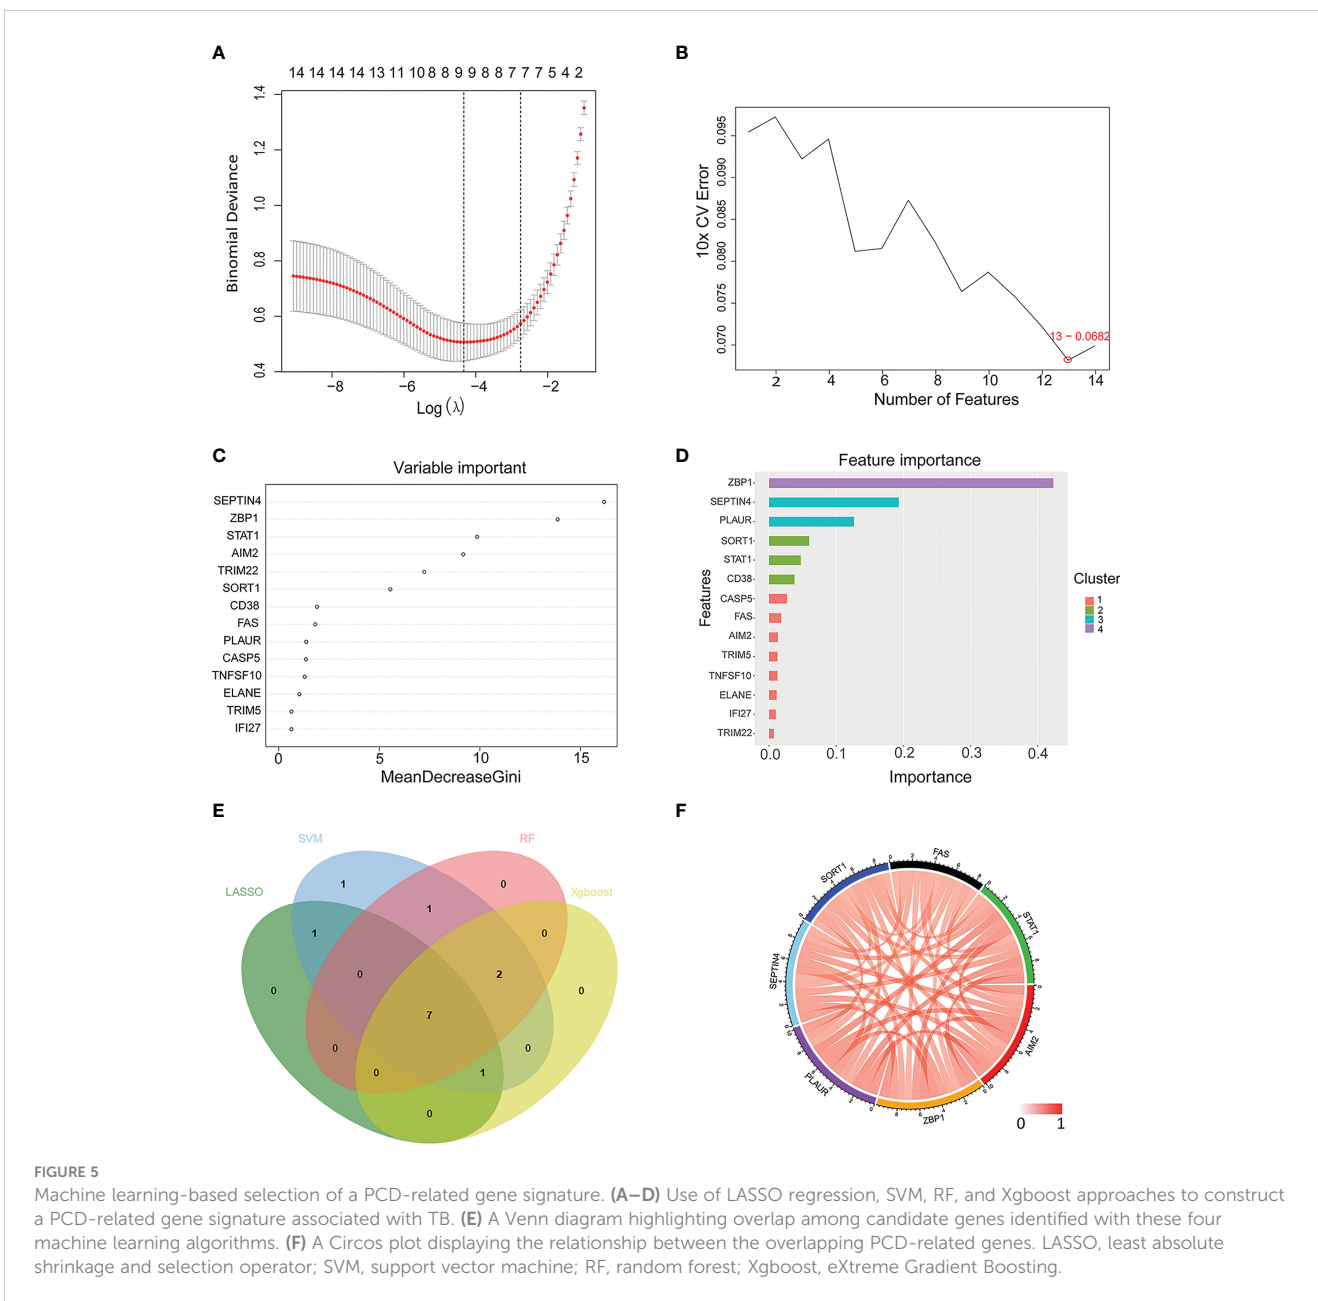 A
14 14 14 14 13 11 10 8 8 9 9 8 8 7 7 7 5 4 2
Binomial Deviance
1.4
1.2
1.0
0.8
0.6
0.4
−8 −6 −4 −2
Log (λ)
B
10x CV Error
0.095
0.090
0.085
0.080
0.075
0.070
13 − 0.0682
2 4 6 8 10 12 14
Number of Features
C
Variable important
SEPTIN4
ZBP1
STAT1
AIM2
TRIM22
SORT1
CD38
FAS
PLAUR
CASP5
TNFSF10
ELANE
TRIM5
IFI27
0 5 10 15
MeanDecreaseGini
D
Feature importance
Features
ZBP1
SEPTIN4
PLAUR
SORT1
STAT1
CD38
CASP5
FAS
AIM2
TRIM5
TNFSF10
ELANE
IFI27
TRIM22
0.0 0.1 0.2 0.3 0.4
Importance
Cluster
1
2
3
4
E
SVM RF
LASSO Xgboost
1 0
1
1 0
0 2
0 0
7
0 0
0 1
0
F
FAS
STAT1
AIM2
ZBP1
PLAUR
SEPTIN4
SORT1
0 1
FIGURE 5
Machine learning-based selection of a PCD-related gene signature. (A–D) Use of LASSO regression, SVM, RF, and Xgboost approaches to construct
a PCD-related gene signature associated with TB. (E) A Venn diagram highlighting overlap among candidate genes identified with these four
machine learning algorithms. (F) A Circos plot displaying the relationship between the overlapping PCD-related genes. LASSO, least absolute
shrinkage and selection operator; SVM, support vector machine; RF, random forest; Xgboost, eXtreme Gradient Boosting.